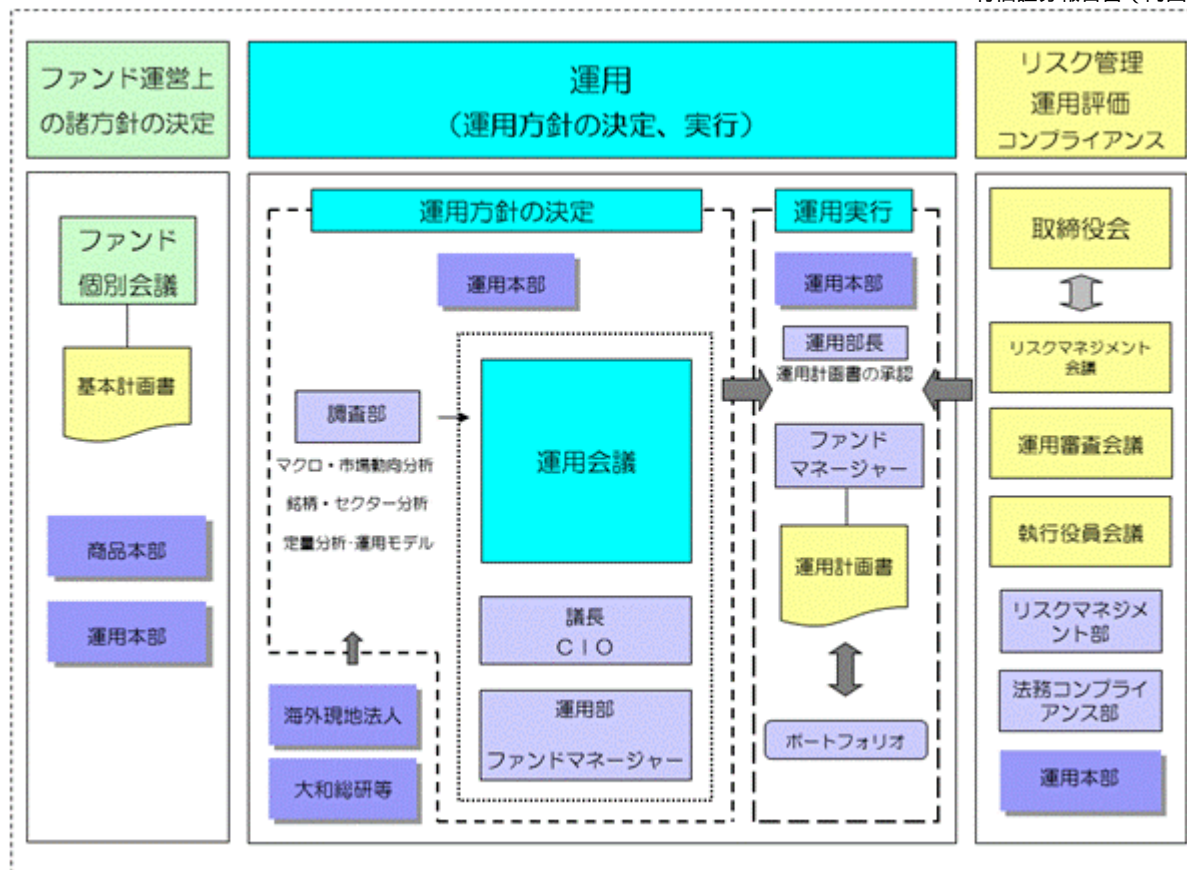 ファンド運営上
の諸方針の決定
運用
（運用方針の決定、実行）
リスク管理
運用評価
コンプライアンス
ファンド
個別会議
基本計画書
商品本部
運用本部
運用方針の決定
運用本部
調査部
マクロ・市場動向分析
銘柄・セクター分析
定量分析・運用モデル
海外現地法人
大和総研等
運用会議
議長
ＣＩＯ
運用部
ファンドマネージャー
運用実行
運用本部
運用部長
運用計画書の承認
ファンド
マネージャー
運用計画書
ポートフォリオ
取締役会
リスクマネジメント
会議
運用審査会議
執行役員会議
リスクマネジメ
ント部
法務コンプライ
アンス部
運用本部